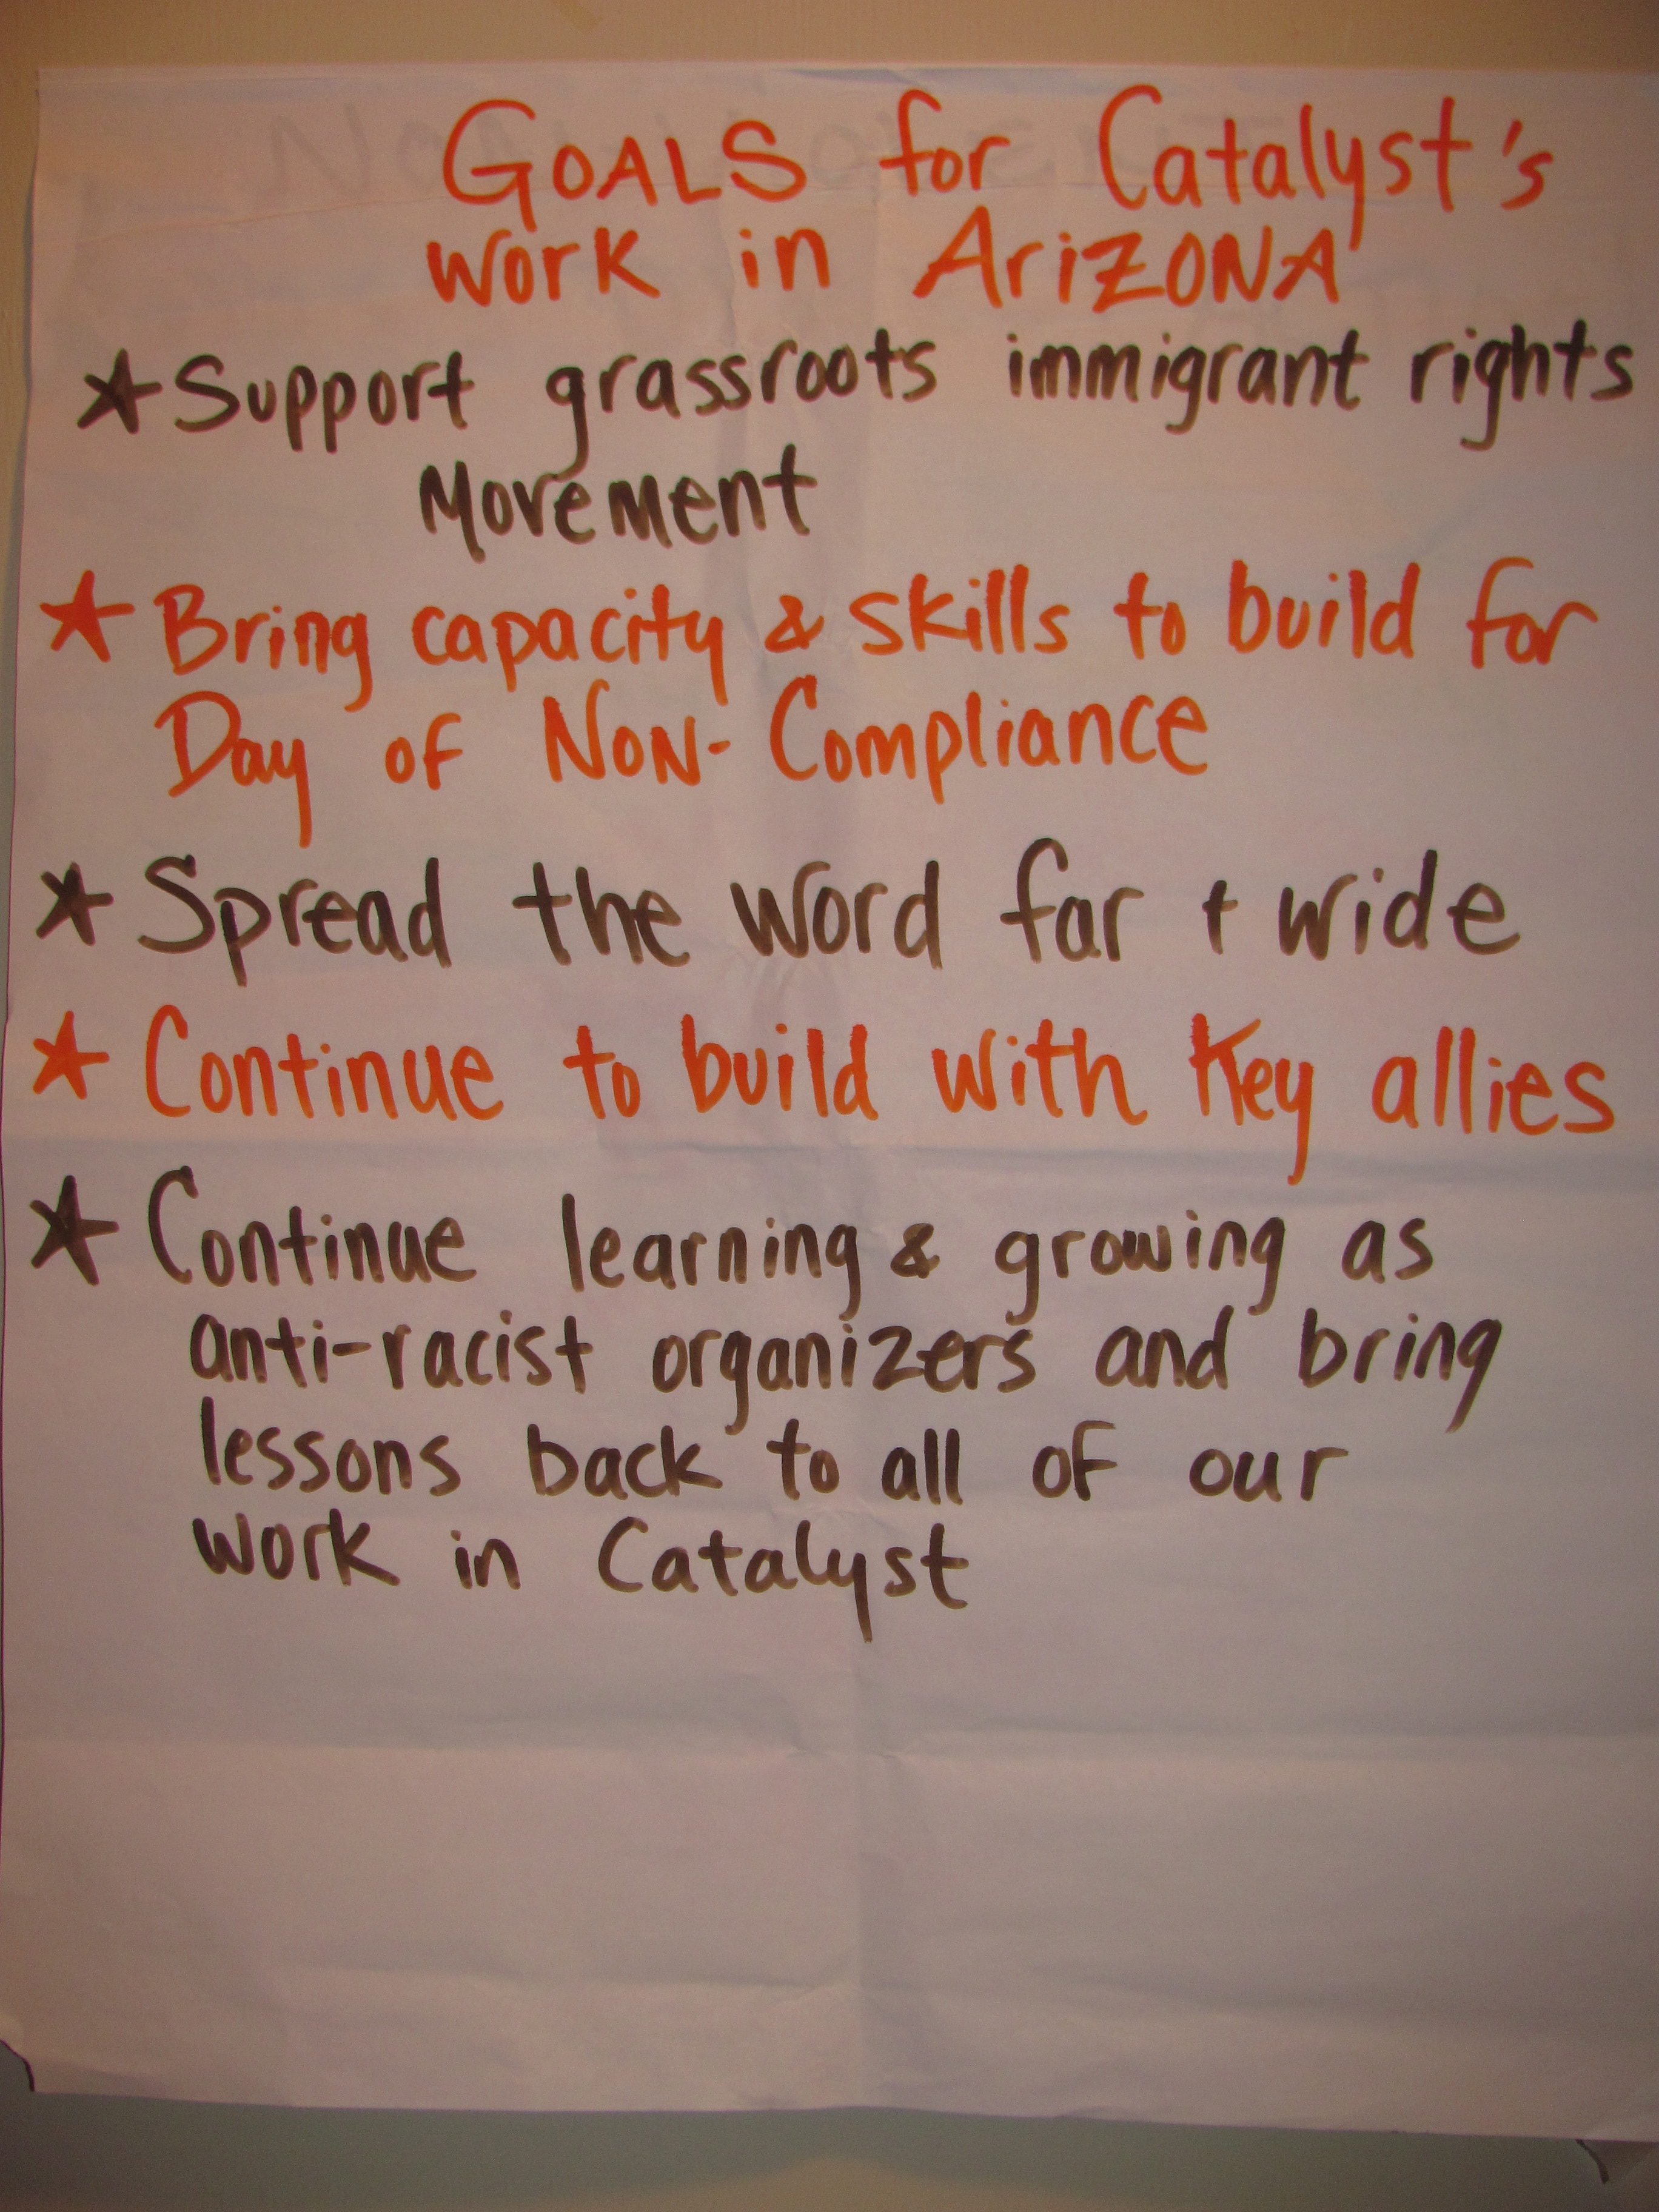 GOALS for Catalyst's
work in ArIZONA
★ Support grassroots immigrant rights
Movement
★ Bring capacity & skills to build for
Day of NON-Compliance
★ Spread the word far + wide
★ Continue to build with Key allies
★ Continue learning & growing as
anti-racist organizers and bring
lessons back to all of our
work in Catalyst